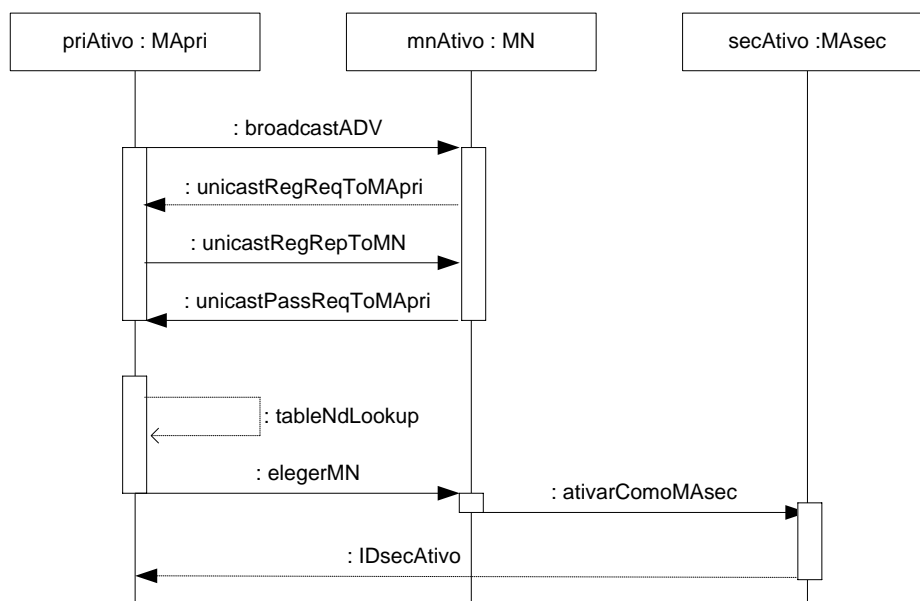 priAtivo : MApri
mnAtivo : MN
secAtivo :MAsec
: broadcastADV
: unicastRegReqToMApri
: unicastRegRepToMN
: unicastPassReqToMApri
: tableNdLookup
: elegerMN
: ativarComoMAsec
: IDsecAtivo